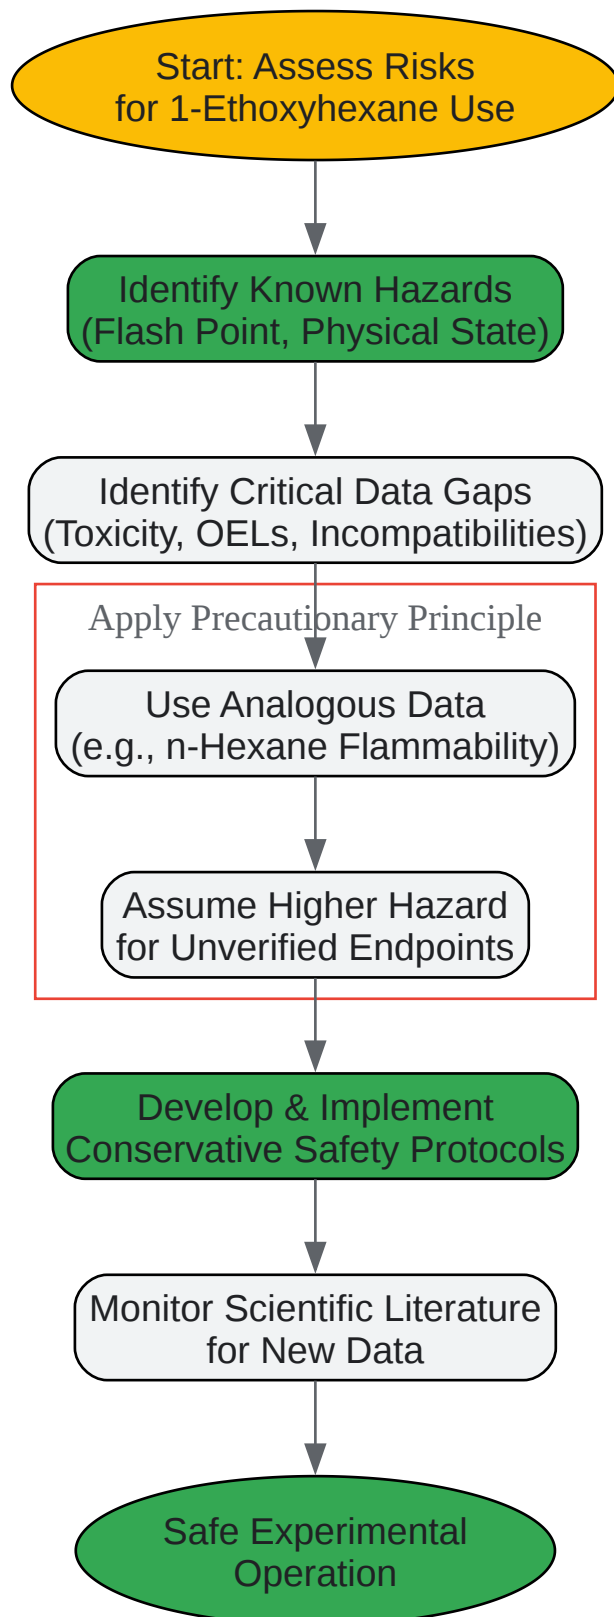 Start: Assess Risks
for 1-Ethoxyhexane Use
Identify Known Hazards
(Flash Point, Physical State)
Identify Critical Data Gaps
(Toxicity, OELs, Incompatibilities)
Apply Precautionary Principle
Use Analogous Data
(e.g., n-Hexane Flammability)
Assume Higher Hazard
for Unverified Endpoints
Develop & Implement
Conservative Safety Protocols
Monitor Scientific Literature
for New Data
Safe Experimental
Operation